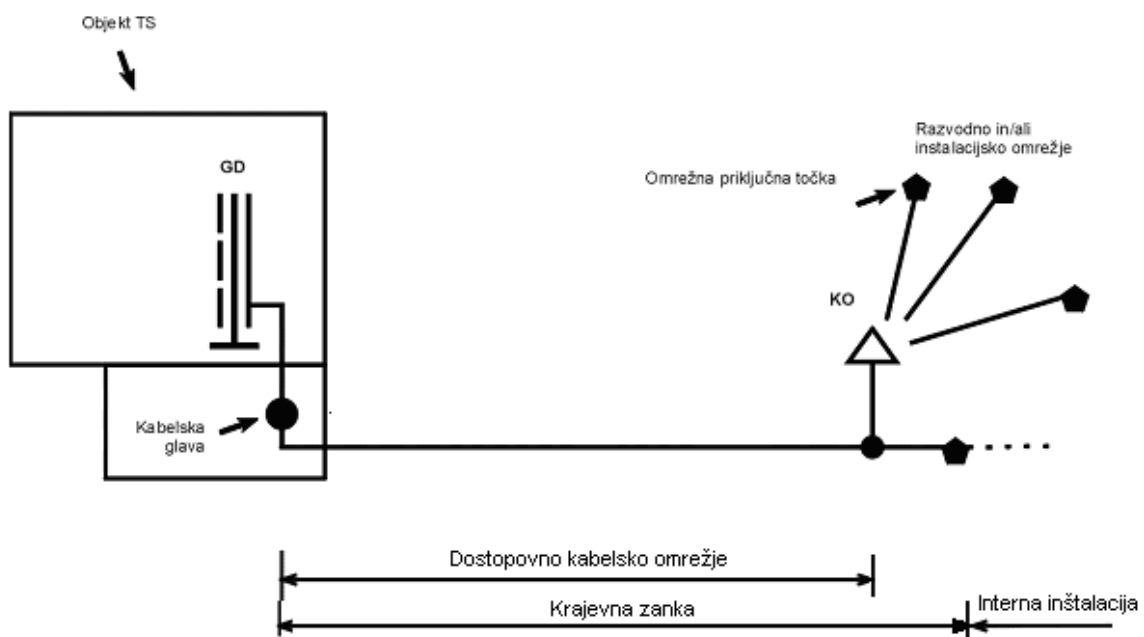 Objekt TS
GD
Razvodno in/ali
instalacijsko omrežje
Omrežna priključna točka
KO
Kabelska
glava
Dostopovno kabelsko omrežje
Krajevna zanka
Interna inštalacija